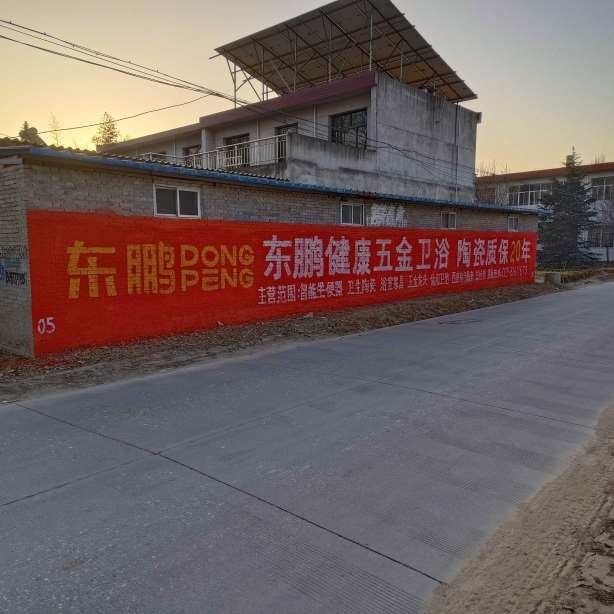 东鹏 DONG PENG
东鹏健康五金卫浴 陶瓷质保20年
主营范围:智能坐便器 卫生陶瓷 浴室家具 五金龙头
05